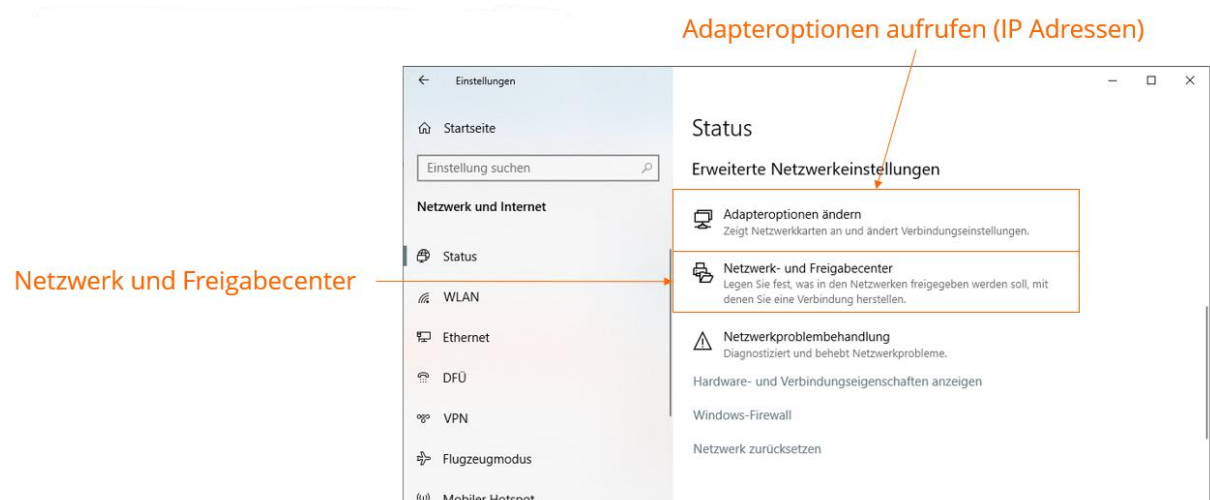 Adapteroptionen aufrufen (IP Adressen)
Netzwerk und Freigabecenter
Einstellungen
Startseite
Einstellung suchen
Netzwerk und Internet
Status
WLAN
Ethernet
DFÜ
VPN
Flugzeugmodus
Mobiler Hotspot
Status
Erweiterte Netzwerkeinstellungen
Adapteroptionen ändern
Zeigt Netzwerkkarten an und ändert Verbindungseinstellungen.
Netzwerk- und Freigabecenter
Legen Sie fest, was in den Netzwerken freigegeben werden soll, mit
denen Sie eine Verbindung herstellen.
Netzwerkproblembehandlung
Diagnostiziert und behebt Netzwerkprobleme.
Hardware- und Verbindungseigenschaften anzeigen
Windows-Firewall
Netzwerk zurücksetzen